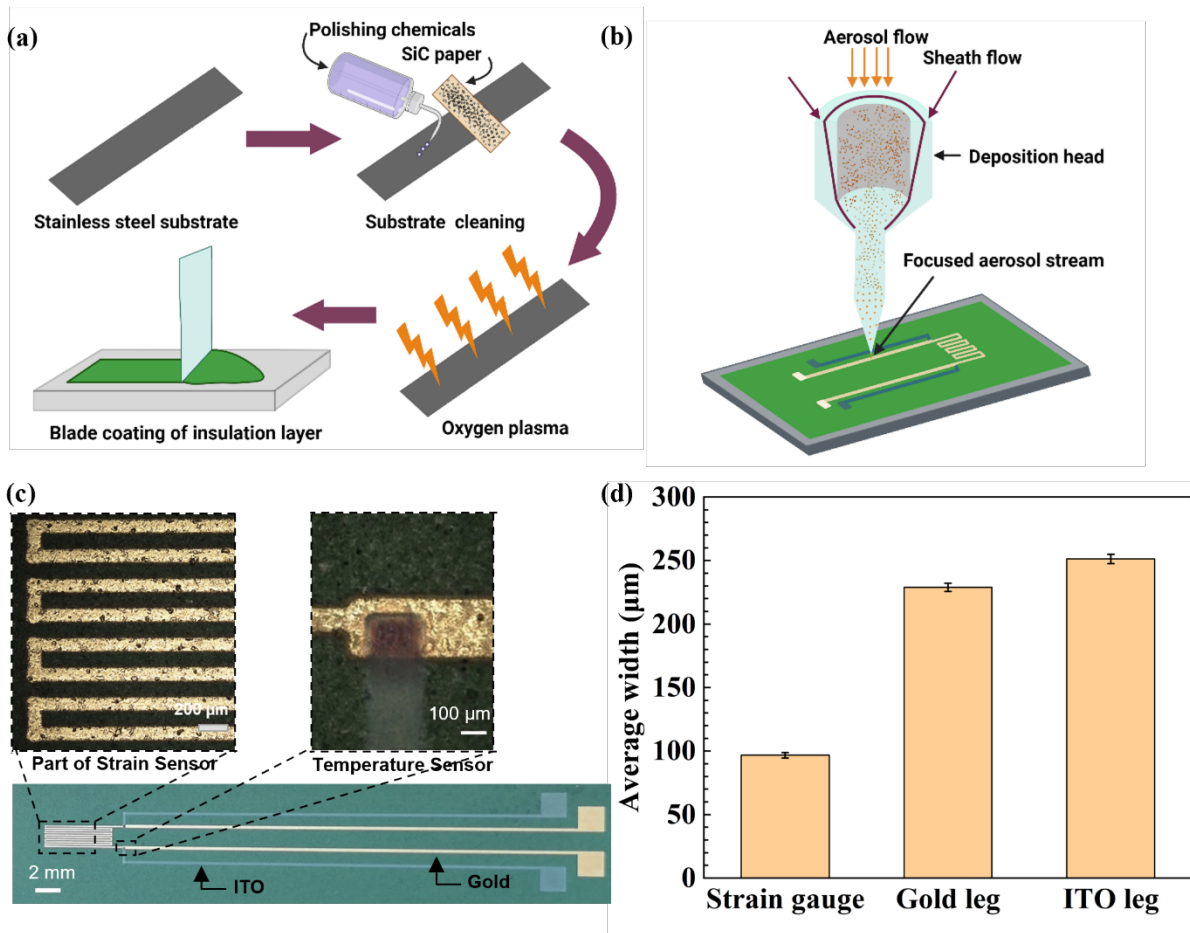 (a)
Polishing chemicals
SiC paper
Stainless steel substrate
Substrate cleaning
Blade coating of insulation layer
Oxygen plasma
(b)
Aerosol flow
Sheath flow
Deposition head
Focused aerosol stream
(c)
200 µm
100 µm
Part of Strain Sensor
Temperature Sensor
2 mm
ITO
Gold
(d)
Average width (µm)
300
250
200
150
100
50
0
Strain gauge
Gold leg
ITO leg